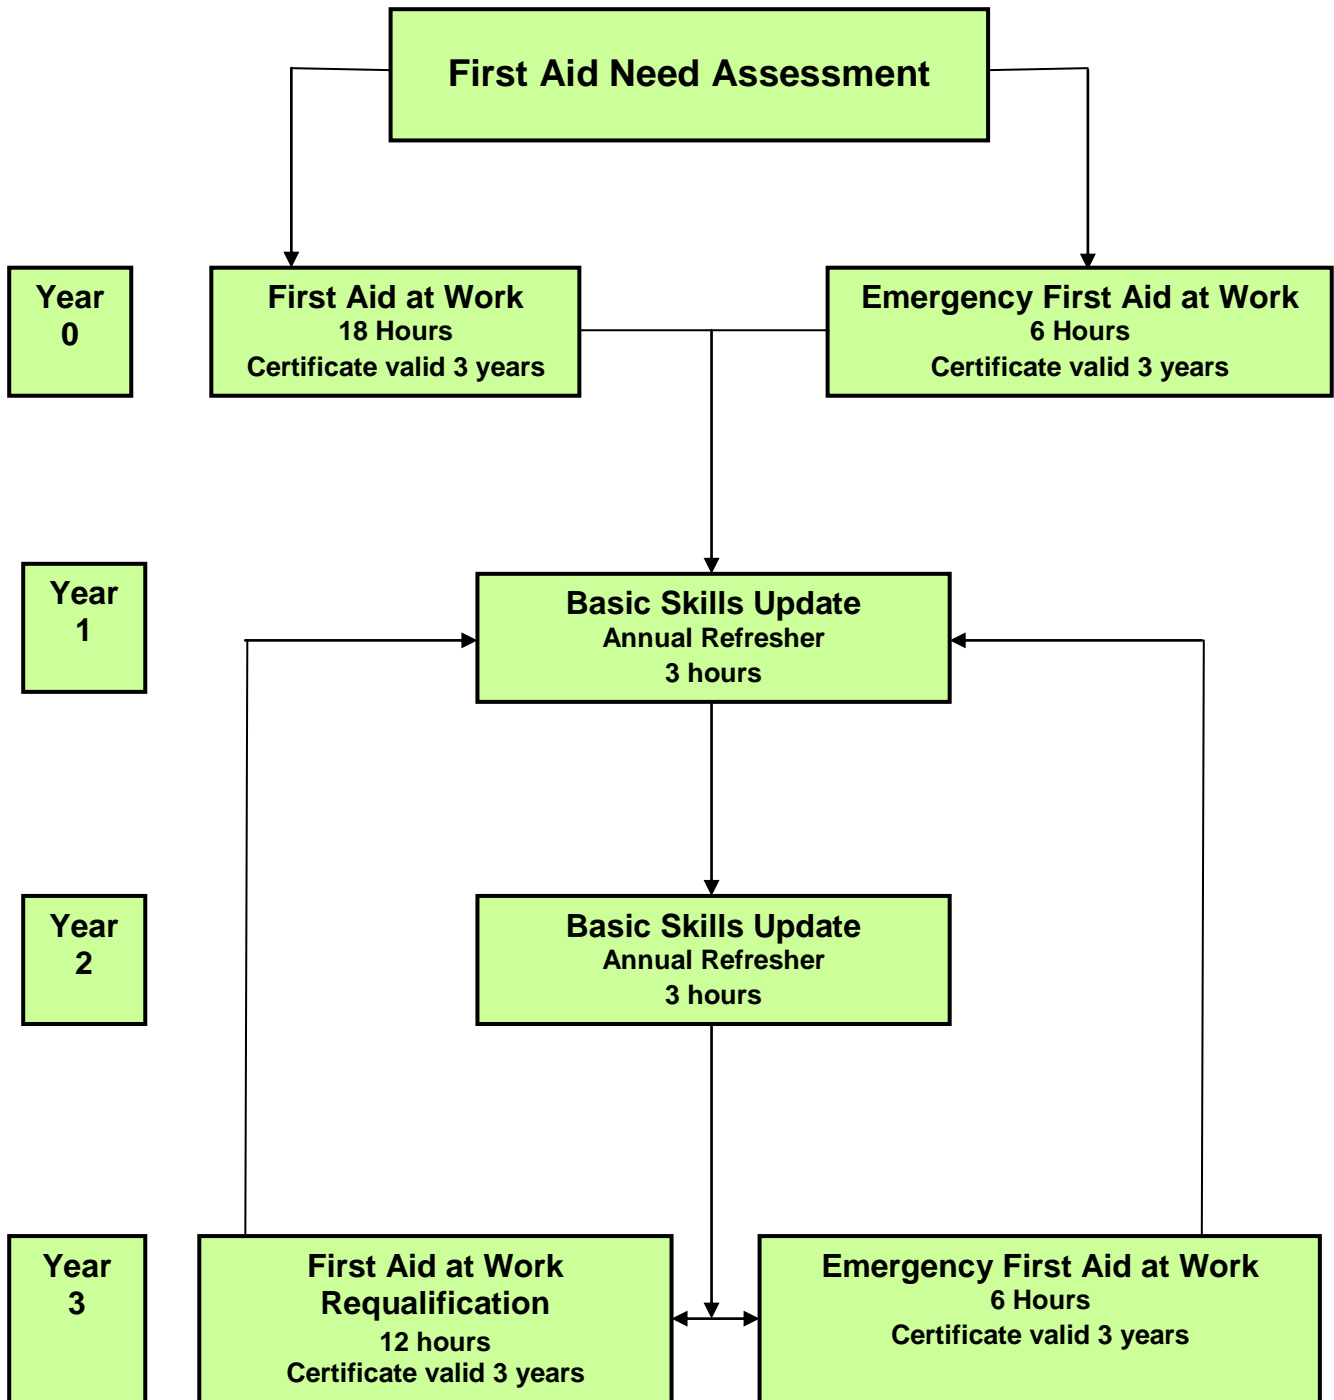 First Aid Need Assessment
Year
0
First Aid at Work
18 Hours
Certificate valid 3 years
Emergency First Aid at Work
6 Hours
Certificate valid 3 years
Year
1
Basic Skills Update
Annual Refresher
3 hours
Year
2
Basic Skills Update
Annual Refresher
3 hours
Year
3
First Aid at Work
Requalification
12 hours
Certificate valid 3 years
Emergency First Aid at Work
6 Hours
Certificate valid 3 years